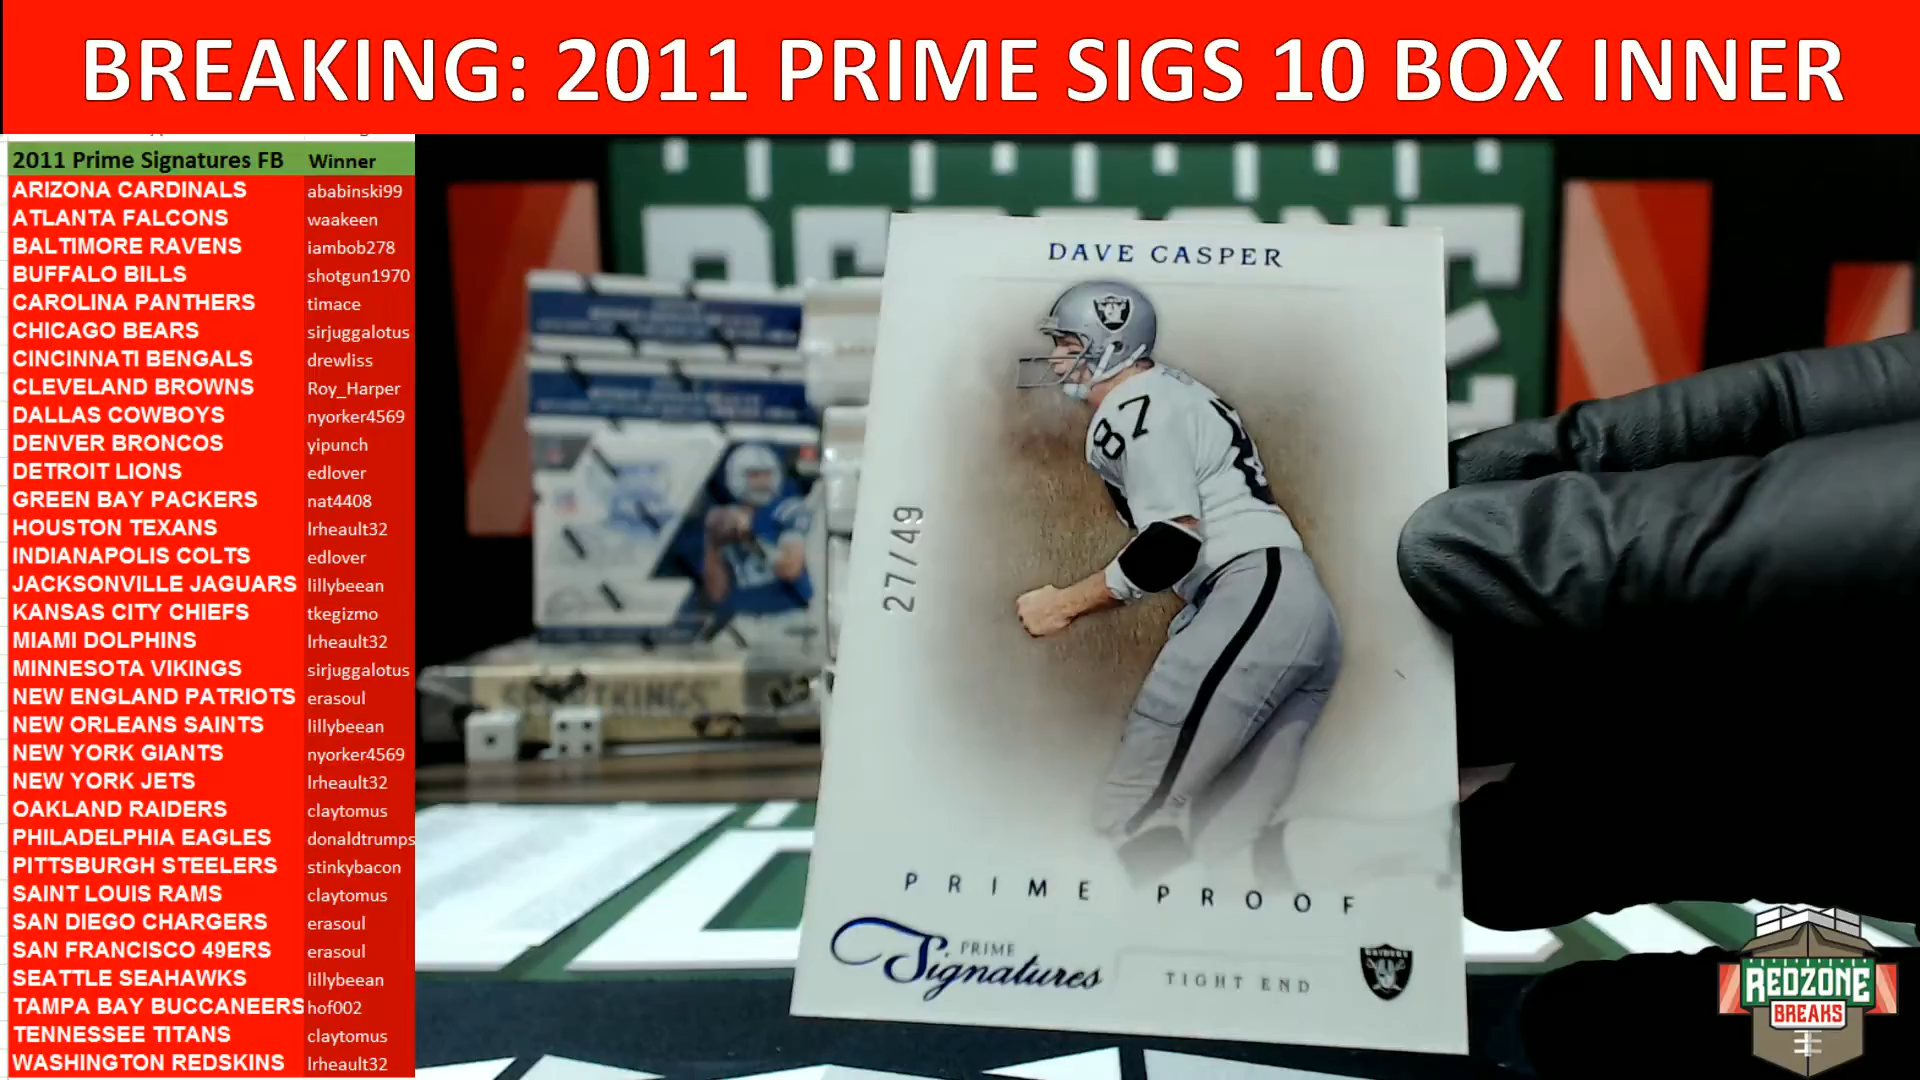 BREAKING: 2011 PRIME SIGS 10 BOX INNER
2011 Prime Signatures FB Winner
ARIZONA CARDINALS ababinski99
ATLANTA FALCONS waakeen
BALTIMORE RAVENS iambob278
BUFFALO BILLS shotgun1970
CAROLINA PANTHERS timace
CHICAGO BEARS sirjuggalotus
CINCINNATI BENGALS drewliss
CLEVELAND BROWNS Roy_Harper
DALLAS COWBOYS nyorker4569
DENVER BRONCOS yipunch
DETROIT LIONS edlover
GREEN BAY PACKERS nat4408
HOUSTON TEXANS lrheault32
INDIANAPOLIS COLTS edlover
JACKSONVILLE JAGUARS lillybeean
KANSAS CITY CHIEFS tkegizmo
MIAMI DOLPHINS lrheault32
MINNESOTA VIKINGS sirjuggalotus
NEW ENGLAND PATRIOTS erasoul
NEW ORLEANS SAINTS lillybeean
NEW YORK GIANTS nyorker4569
NEW YORK JETS lrheault32
OAKLAND RAIDERS claytomus
PHILADELPHIA EAGLES donaldtrumps
PITTSBURGH STEELERS stinkybacon
SAINT LOUIS RAMS claytomus
SAN DIEGO CHARGERS erasoul
SAN FRANCISCO 49ERS erasoul
SEATTLE SEAHAWKS lillybeean
TAMPA BAY BUCCANEERS hof002
TENNESSEE TITANS claytomus
WASHINGTON REDSKINS lrheault32
DAVE CASPER
87
27/49
PRIME PROOF
PRIME
Signatures
TIGHT END
RAIDERS
SPORTKINGS
REDZONE
BREAKS